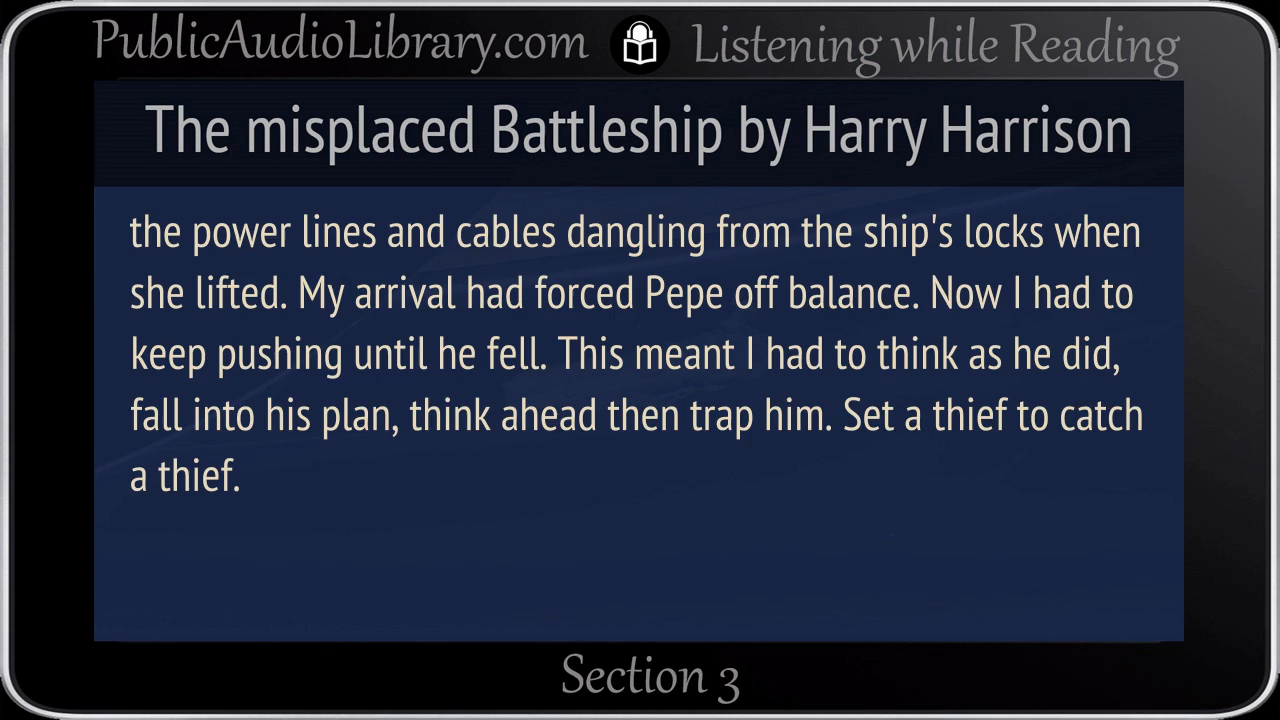 PublicAudioLibrary.com Listening while Reading
The misplaced Battleship by Harry Harrison
the power lines and cables dangling from the ship's locks when
she lifted. My arrival had forced Pepe off balance. Now I had to
keep pushing until he fell. This meant I had to think as he did,
fall into his plan, think ahead then trap him. Set a thief to catch
a thief.
Section 3